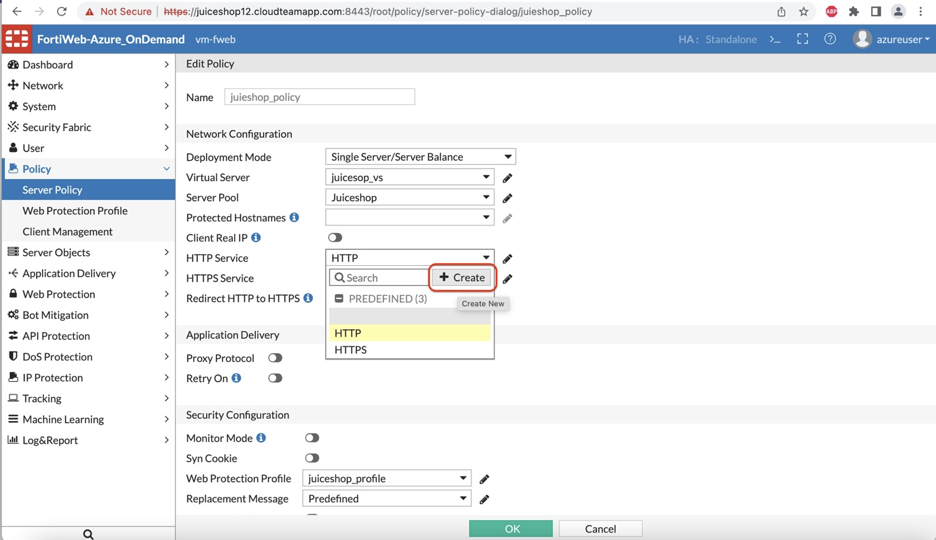 Not Secure | https://juiceshop12.cloudteamapp.com:8443/root/policy/server-policy-dialog/juieshop_policy
ABP
FortiWeb-Azure_OnDemand vm-fweb
HA: Standalone >_ azureuser
Dashboard
Network
System
Security Fabric
User
Policy
Server Policy
Web Protection Profile
Client Management
Server Objects
Application Delivery
Web Protection
Bot Mitigation
API Protection
DoS Protection
IP Protection
Tracking
Machine Learning
Log&Report
Edit Policy
Name juieshop_policy
Network Configuration
Deployment Mode Single Server/Server Balance
Virtual Server juicesop_vs
Server Pool Juiceshop
Protected Hostnames
Client Real IP
HTTP Service HTTP
HTTPS Service Search + Create
Redirect HTTP to HTTPS PREDEFINED (3) Create New
HTTP
HTTPS
Application Delivery
Proxy Protocol
Retry On
Security Configuration
Monitor Mode
Syn Cookie
Web Protection Profile juiceshop_profile
Replacement Message Predefined
OK Cancel